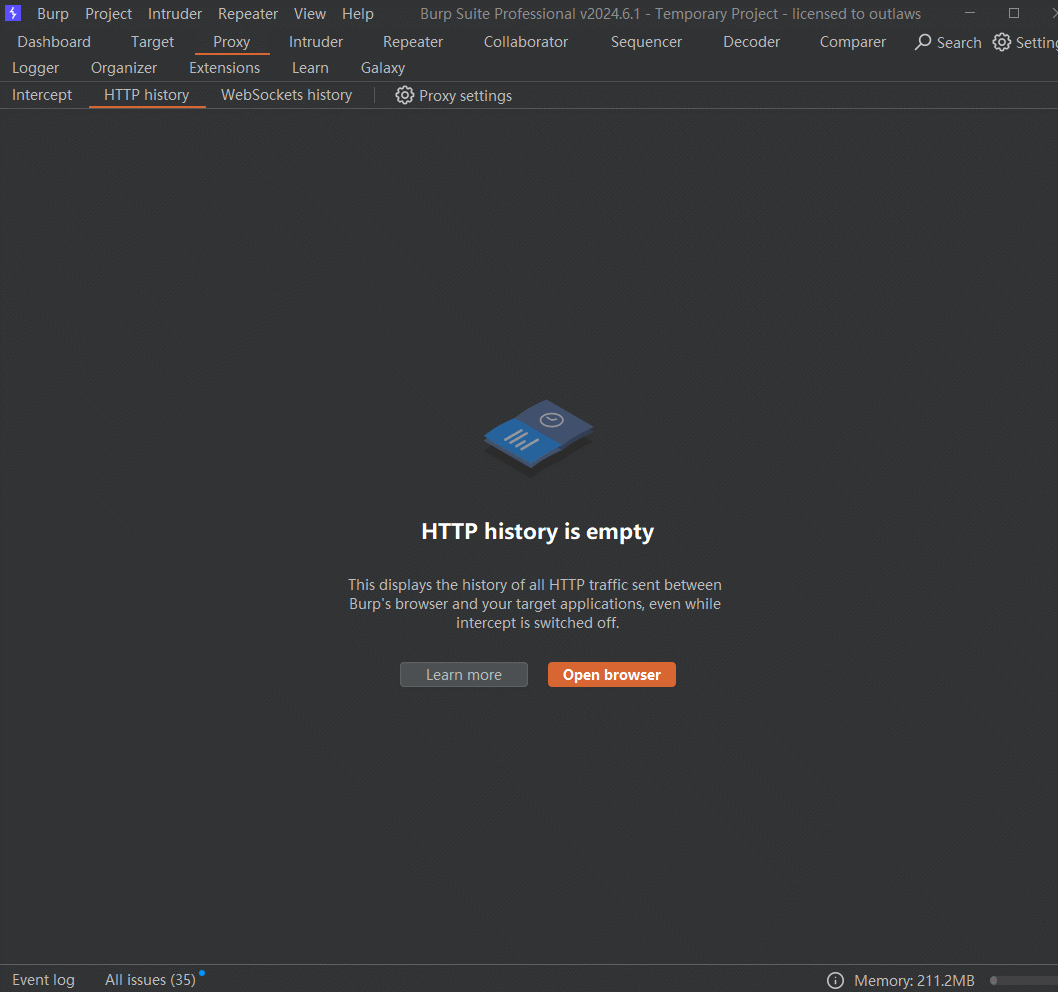 Burp Project Intruder Repeater View Help Burp Suite Professional v2024.6.1 - Temporary Project - licensed to outlaws
Dashboard Target Proxy Intruder Repeater Collaborator Sequencer Decoder Comparer Search Setting
Logger Organizer Extensions Learn Galaxy
Intercept HTTP history WebSockets history Proxy settings
HTTP history is empty
This displays the history of all HTTP traffic sent between
Burp's browser and your target applications, even while
intercept is switched off.
Learn more Open browser
Event log All issues (35) Memory: 211.2MB